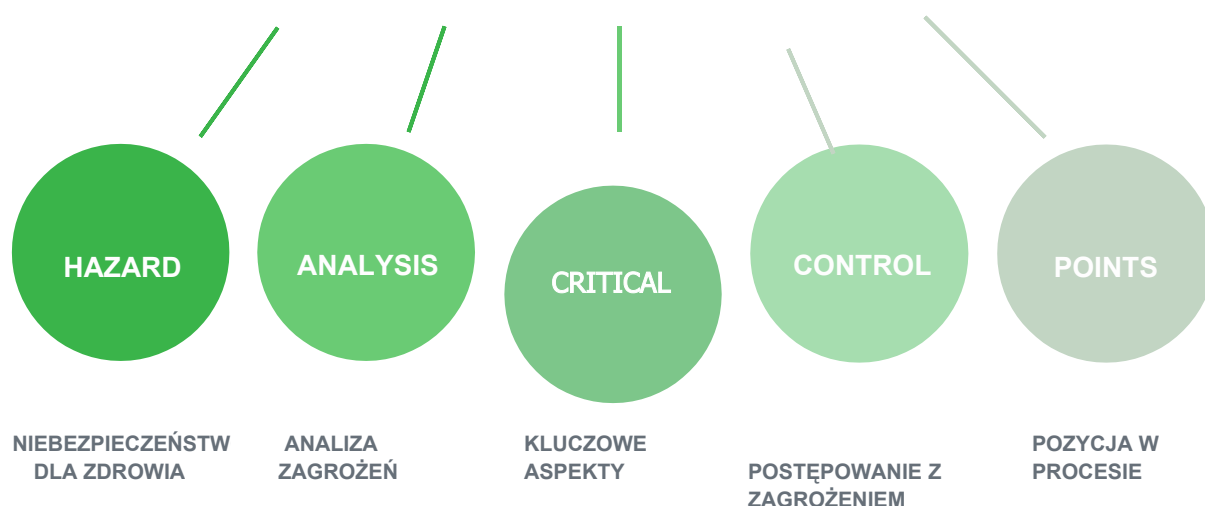 HAZARD
ANALYSIS
CRITICAL
CONTROL
POINTS
NIEBEZPIECZEŃSTW
DLA ZDROWIA
ANALIZA
ZAGROŻEŃ
KLUCZOWE
ASPEKTY
POSTĘPOWANIE Z
ZAGROŻENIEM
POZYCJA W
PROCESIE